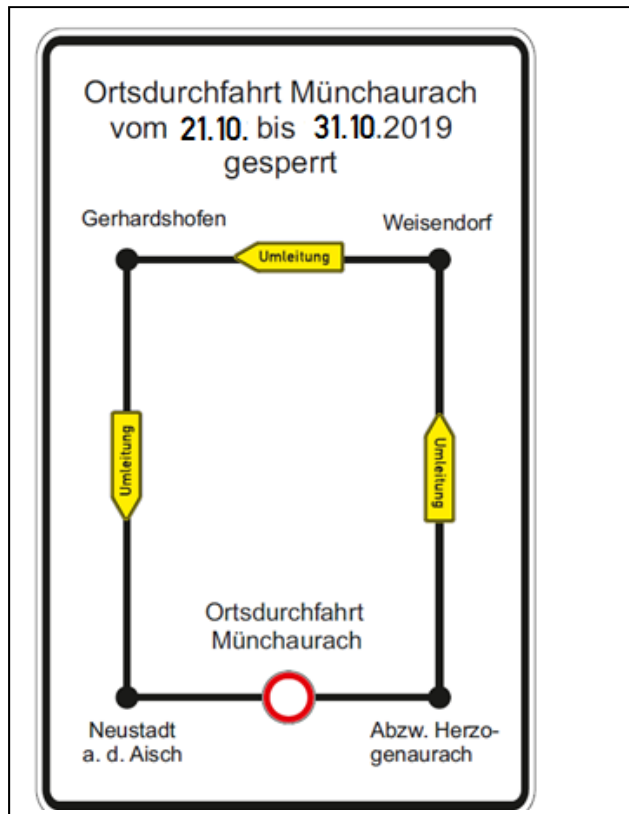 Ortsdurchfahrt Münchaurach
vom 21.10. bis 31.10.2019
gesperrt
Gerhardshofen
Weisendorf
Umleitung
Umleitung
Umleitung
Ortsdurchfahrt
Münchaurach
Neustadt
a. d. Aisch
Abzw. Herzo-
genaurach